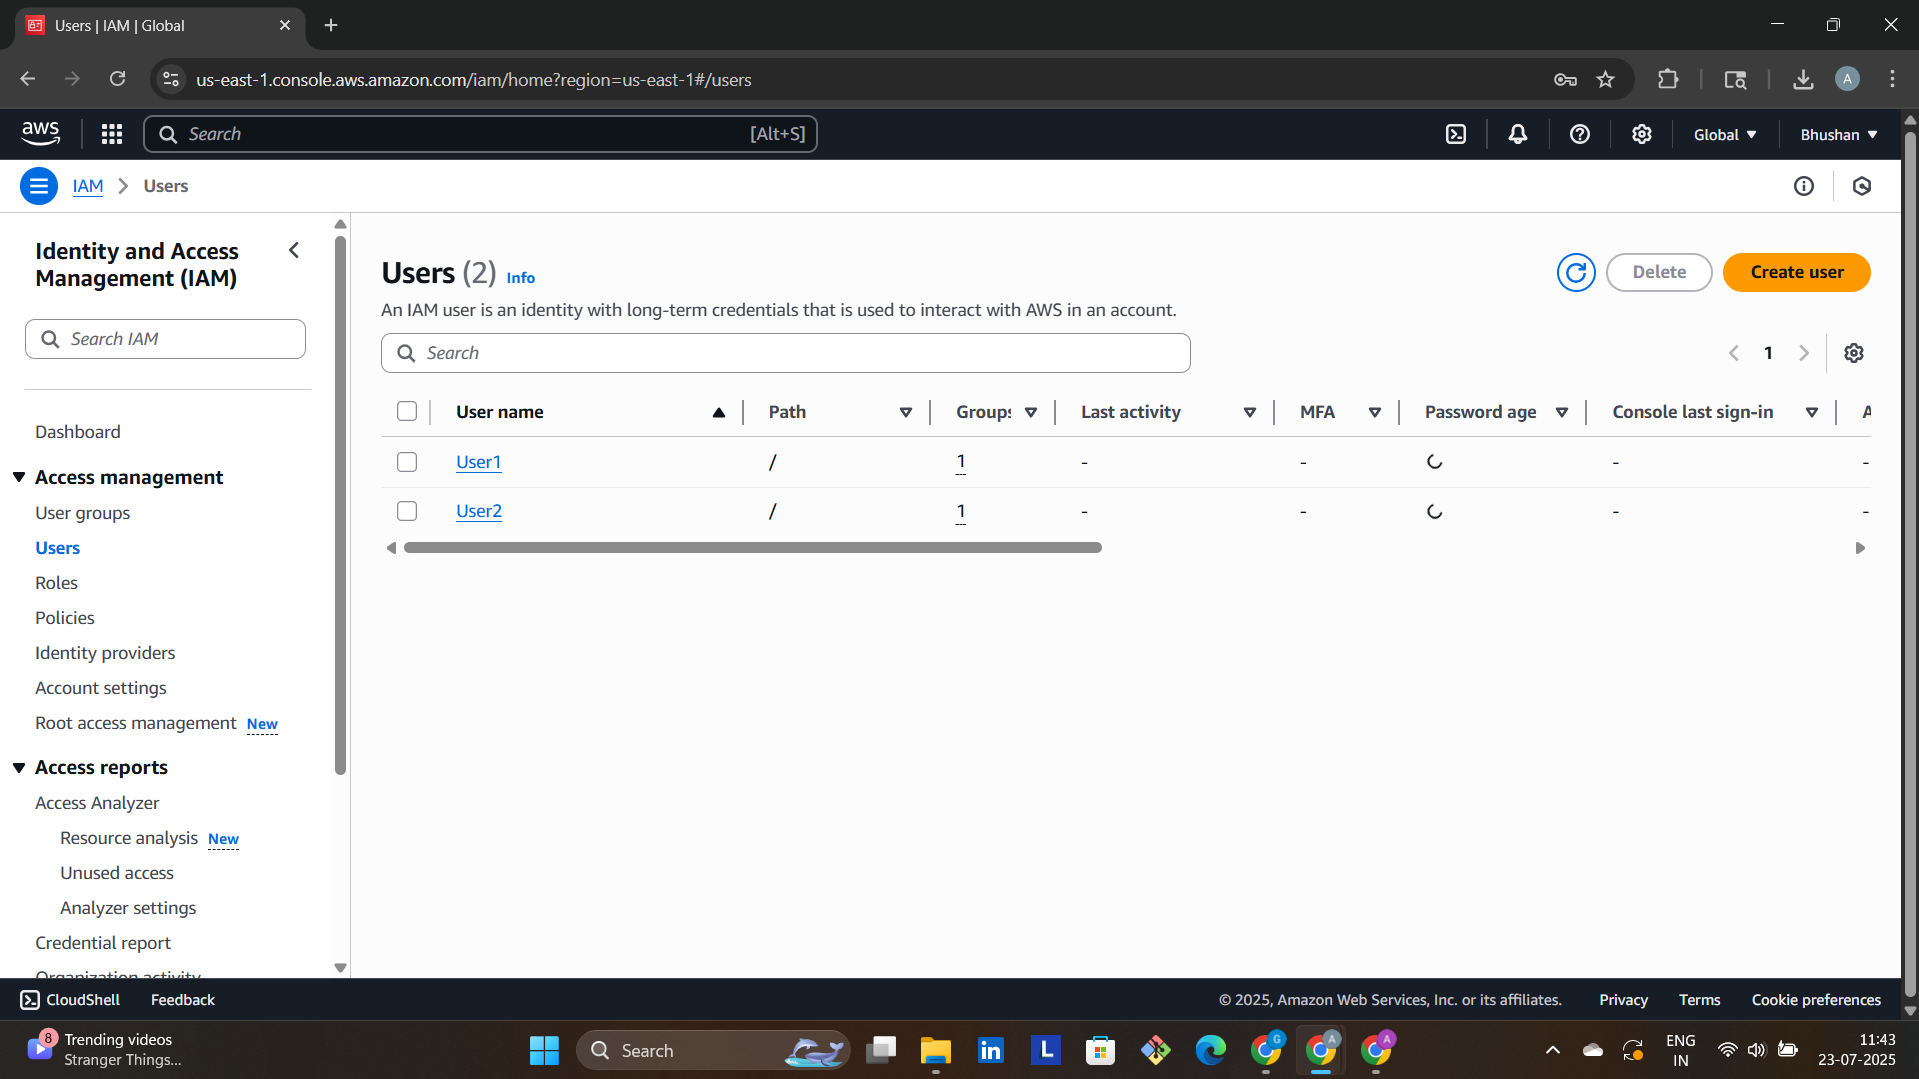 Users | IAM | Global
us-east-1.console.aws.amazon.com/iam/home?region=us-east-1#/users
A
aws
Search
[Alt+S]
Global
Bhushan
IAM
Users
Identity and Access
Management (IAM)
Search IAM
Dashboard
Access management
User groups
Users
Roles
Policies
Identity providers
Account settings
Root access management New
Access reports
Access Analyzer
Resource analysis New
Unused access
Analyzer settings
Credential report
Organization activity
Users (2) Info
Delete
Create user
An IAM user is an identity with long-term credentials that is used to interact with AWS in an account.
Search
1
User name Path Groups Last activity MFA Password age Console last sign-in A
User1 / 1 - - - -
User2 / 1 - - - -
CloudShell Feedback
© 2025, Amazon Web Services, Inc. or its affiliates. Privacy Terms Cookie preferences
8
Trending videos
Stranger Things...
Search
in
L
G
A
A
ENG
IN
11:43
23-07-2025